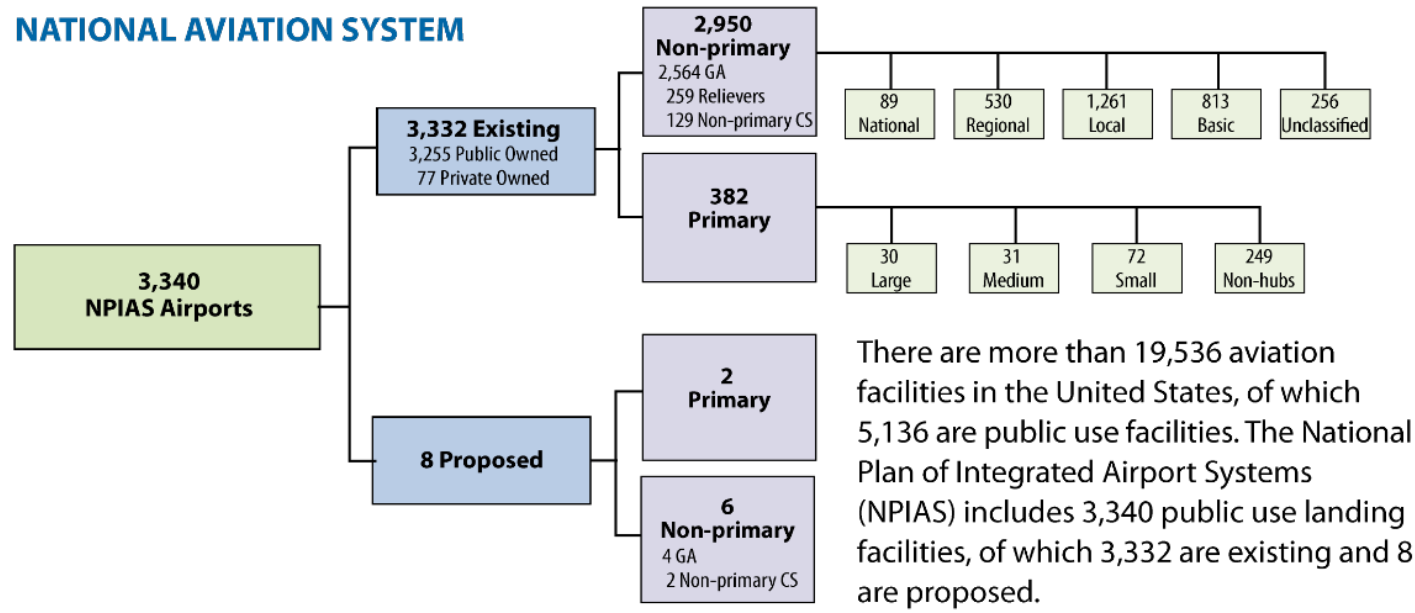 NATIONAL AVIATION SYSTEM
3,340
NPIAS Airports
3,332 Existing
3,255 Public Owned
77 Private Owned
2,950
Non-primary
2,564 GA
259 Relievers
129 Non-primary CS
89
National
530
Regional
1,261
Local
813
Basic
256
Unclassified
382
Primary
30
Large
31
Medium
72
Small
249
Non-hubs
8 Proposed
2
Primary
6
Non-primary
4 GA
2 Non-primary CS
There are more than 19,536 aviation
facilities in the United States, of which
5,136 are public use facilities. The National
Plan of Integrated Airport Systems
(NPIAS) includes 3,340 public use landing
facilities, of which 3,332 are existing and 8
are proposed.